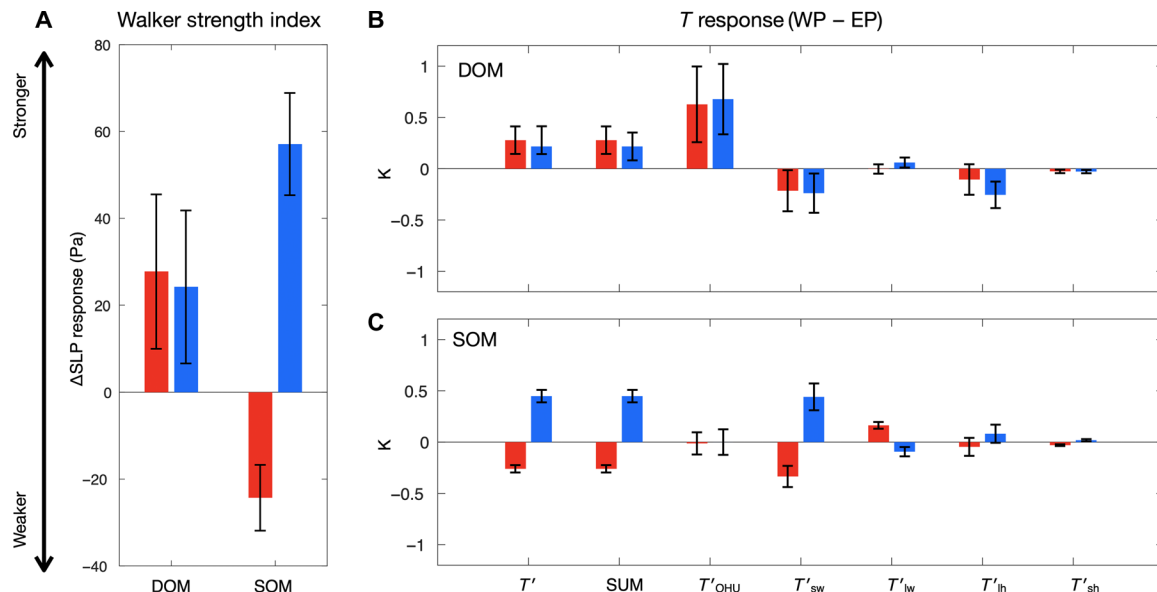 A
Walker strength index
Stronger
Weaker
ΔSLP response (Pa)
80
60
40
20
0
−20
−40
DOM
SOM
B
T response (WP − EP)
DOM
K
1
0.5
0
−0.5
−1
C
SOM
K
1
0.5
0
−0.5
−1
T′
SUM
T′OHU
T′sw
T′lw
T′lh
T′sh